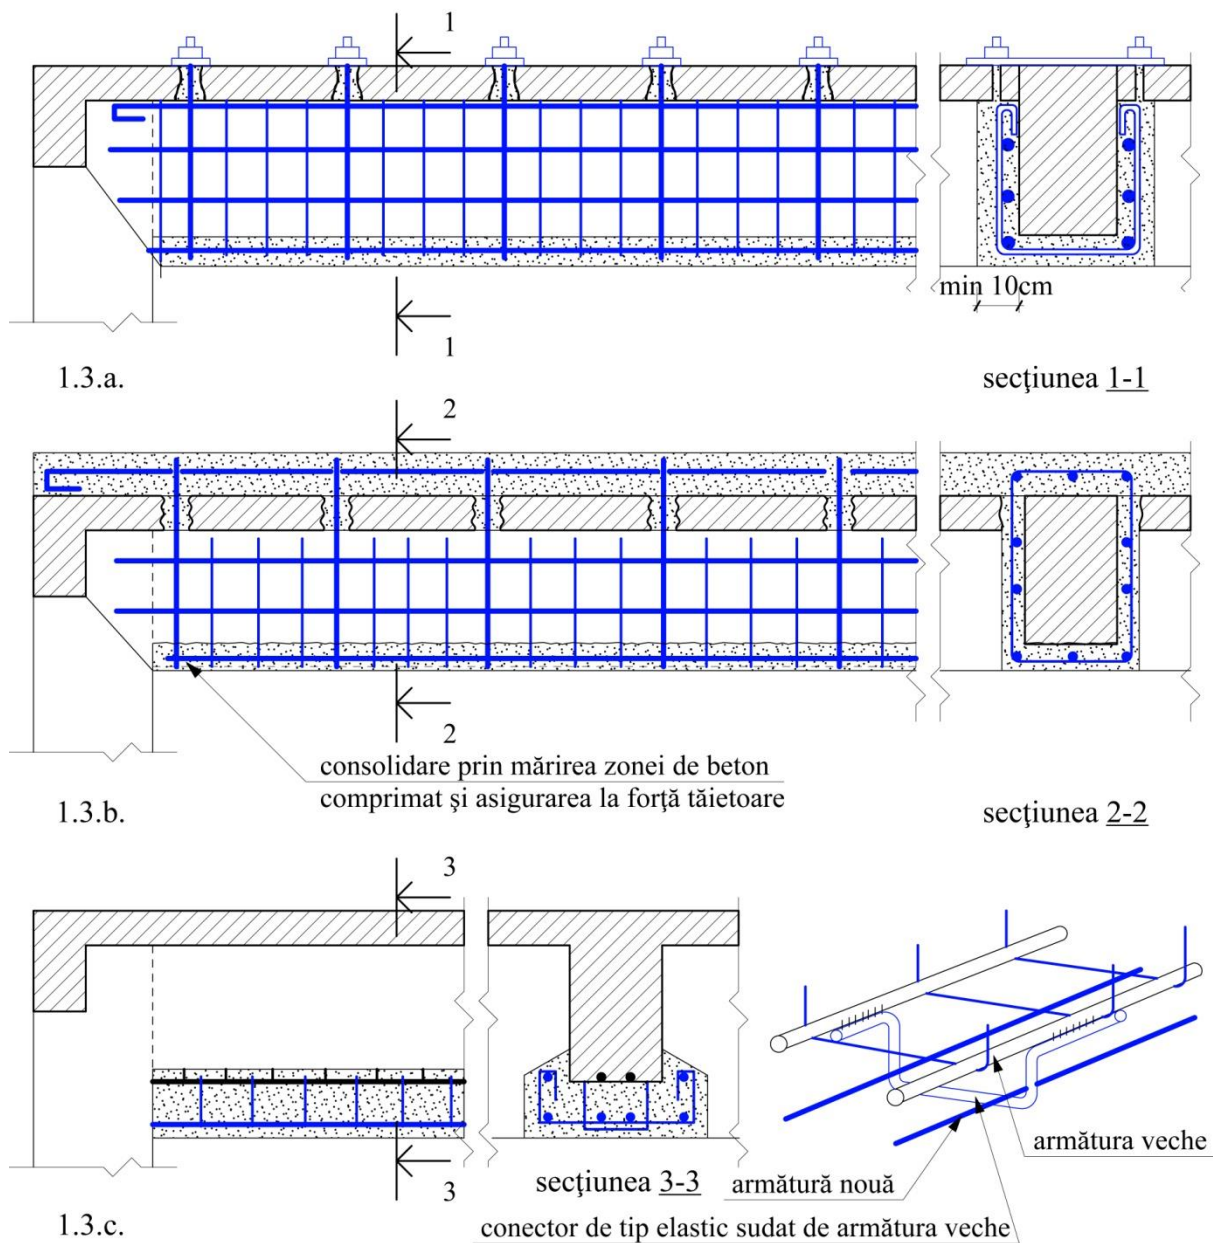 1
1
min 10cm
1.3.a.
secţiunea 1-1
2
2
consolidare prin mărirea zonei de beton
comprimat şi asigurarea la forţă tăietoare
1.3.b.
secţiunea 2-2
3
3
armătura veche
secţiunea 3-3
armătură nouă
1.3.c.
conector de tip elastic sudat de armătura veche